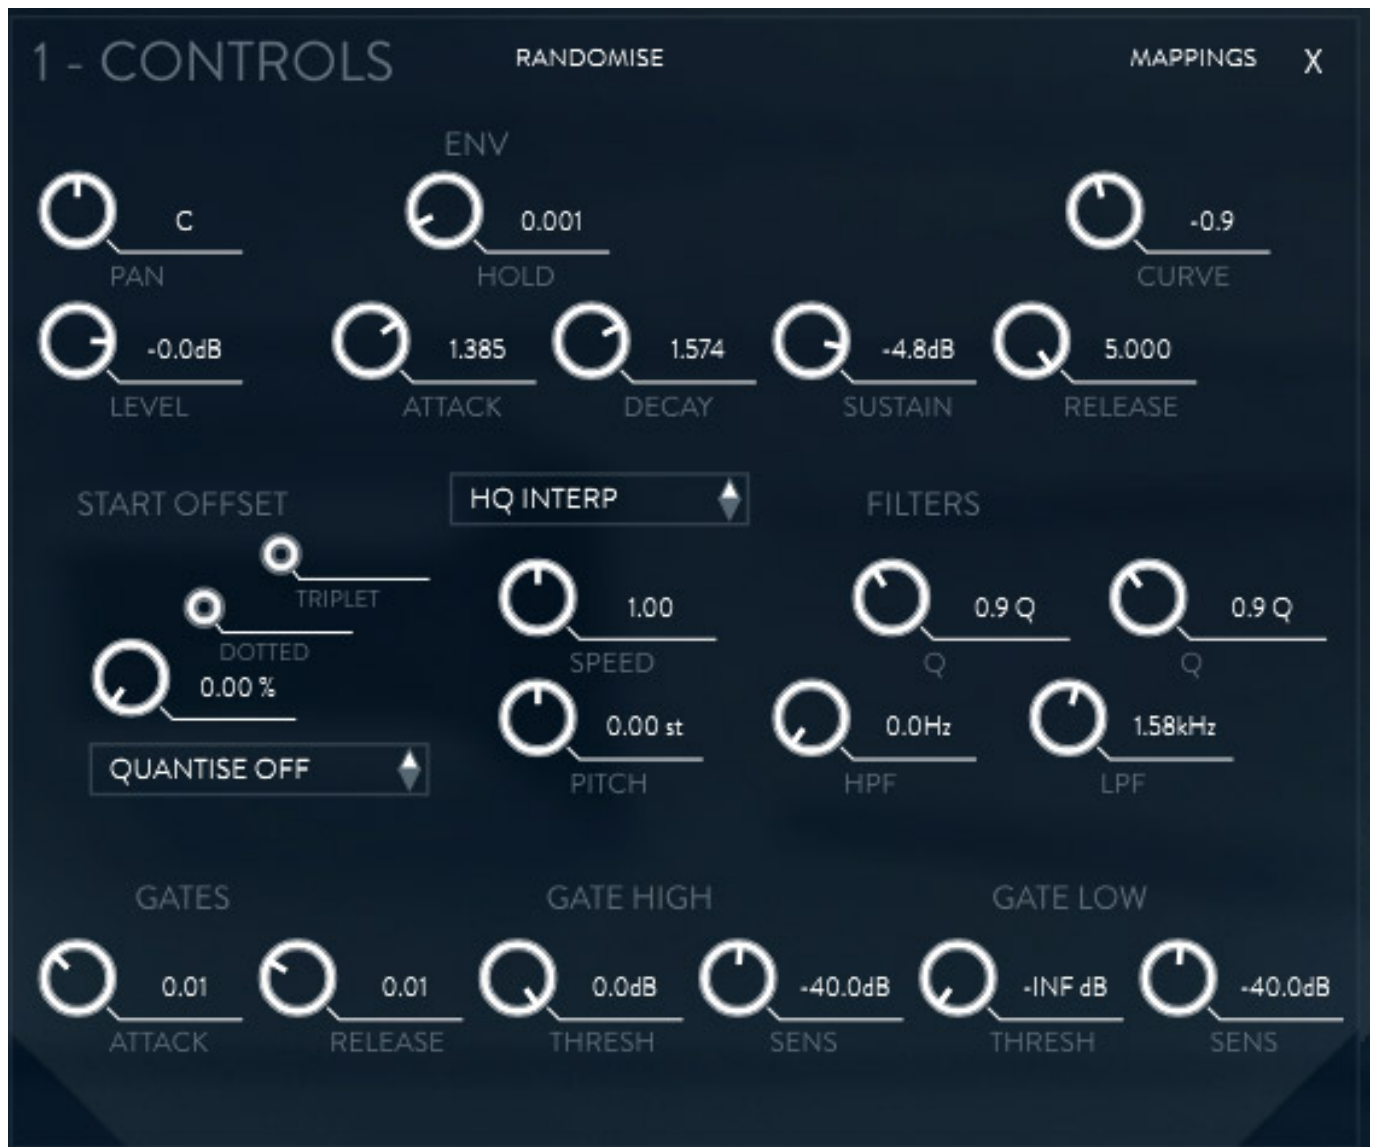 1 - CONTROLS
RANDOMISE
MAPPINGS
X
ENV
C
0.001
-0.9
PAN
HOLD
CURVE
-0.0dB
1.385
1.574
-4.8dB
5.000
LEVEL
ATTACK
DECAY
SUSTAIN
RELEASE
START OFFSET
HQ INTERP
FILTERS
TRIPLET
1.00
0.9 Q
0.9 Q
DOTTED
SPEED
Q
Q
0.00 %
0.00 st
0.0Hz
1.58kHz
QUANTISE OFF
PITCH
HPF
LPF
GATES
GATE HIGH
GATE LOW
0.01
0.01
0.0dB
-40.0dB
-INF dB
-40.0dB
ATTACK
RELEASE
THRESH
SENS
THRESH
SENS